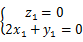 z₁ = 0
2x₁ + y₁ = 0